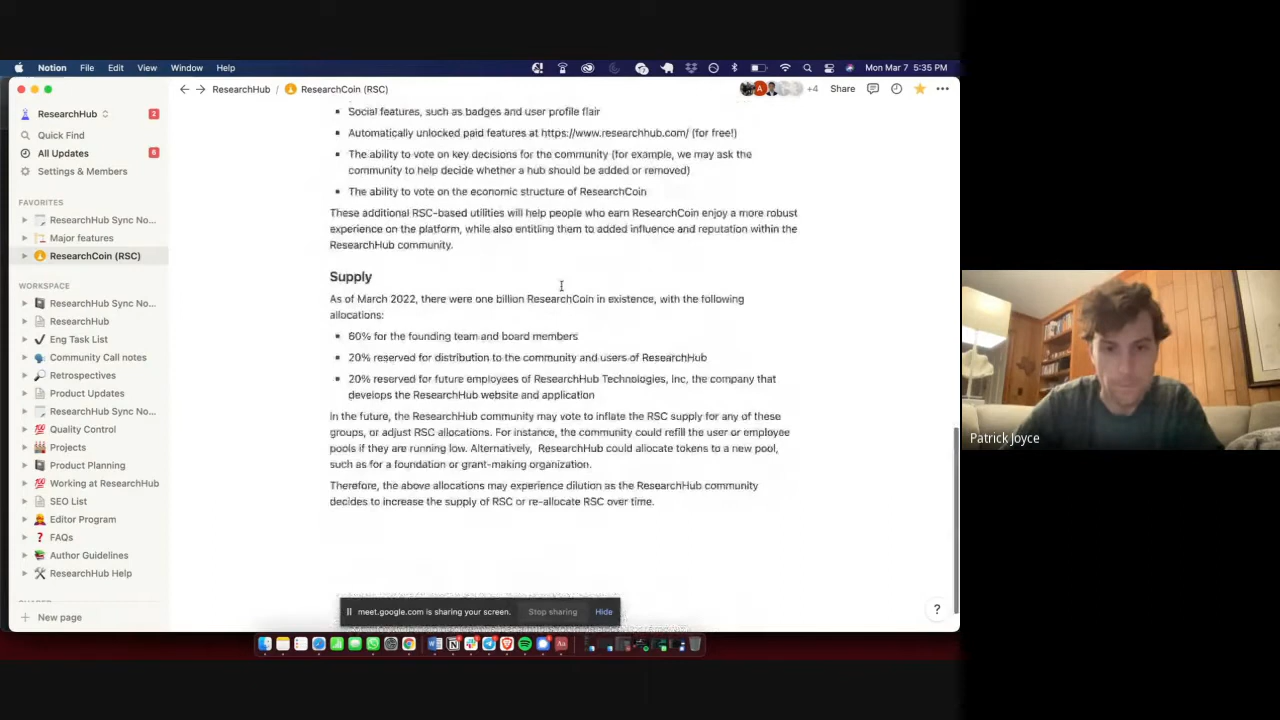 Notion File Edit View Window Help Mon Mar 7 5:35 PM
ResearchHub / ResearchCoin (RSC) +4 Share
ResearchHub 2
Quick Find
All Updates 6
Settings & Members
FAVORITES
ResearchHub Sync No...
Major features
ResearchCoin (RSC)
WORKSPACE
ResearchHub Sync No...
ResearchHub
Eng Task List
Community Call notes
Retrospectives
Product Updates
ResearchHub Sync No...
Quality Control
Projects
Product Planning
Working at ResearchHub
SEO List
Editor Program
FAQs
Author Guidelines
ResearchHub Help
New page
Social features, such as badges and user profile flair
Automatically unlocked paid features at https://www.researchhub.com/ (for free!)
The ability to vote on key decisions for the community (for example, we may ask the
community to help decide whether a hub should be added or removed)
The ability to vote on the economic structure of ResearchCoin
These additional RSC-based utilities will help people who earn ResearchCoin enjoy a more robust
experience on the platform, while also entitling them to added influence and reputation within the
ResearchHub community.
Supply
As of March 2022, there were one billion ResearchCoin in existence, with the following
allocations:
60% for the founding team and board members
20% reserved for distribution to the community and users of ResearchHub
20% reserved for future employees of ResearchHub Technologies, Inc, the company that
develops the ResearchHub website and application
In the future, the ResearchHub community may vote to inflate the RSC supply for any of these
groups, or adjust RSC allocations. For instance, the community could refill the user or employee
pools if they are running low. Alternatively, ResearchHub could allocate tokens to a new pool,
such as for a foundation or grant-making organization.
Therefore, the above allocations may experience dilution as the ResearchHub community
decides to increase the supply of RSC or re-allocate RSC over time.
meet.google.com is sharing your screen. Stop sharing Hide
?
Patrick Joyce